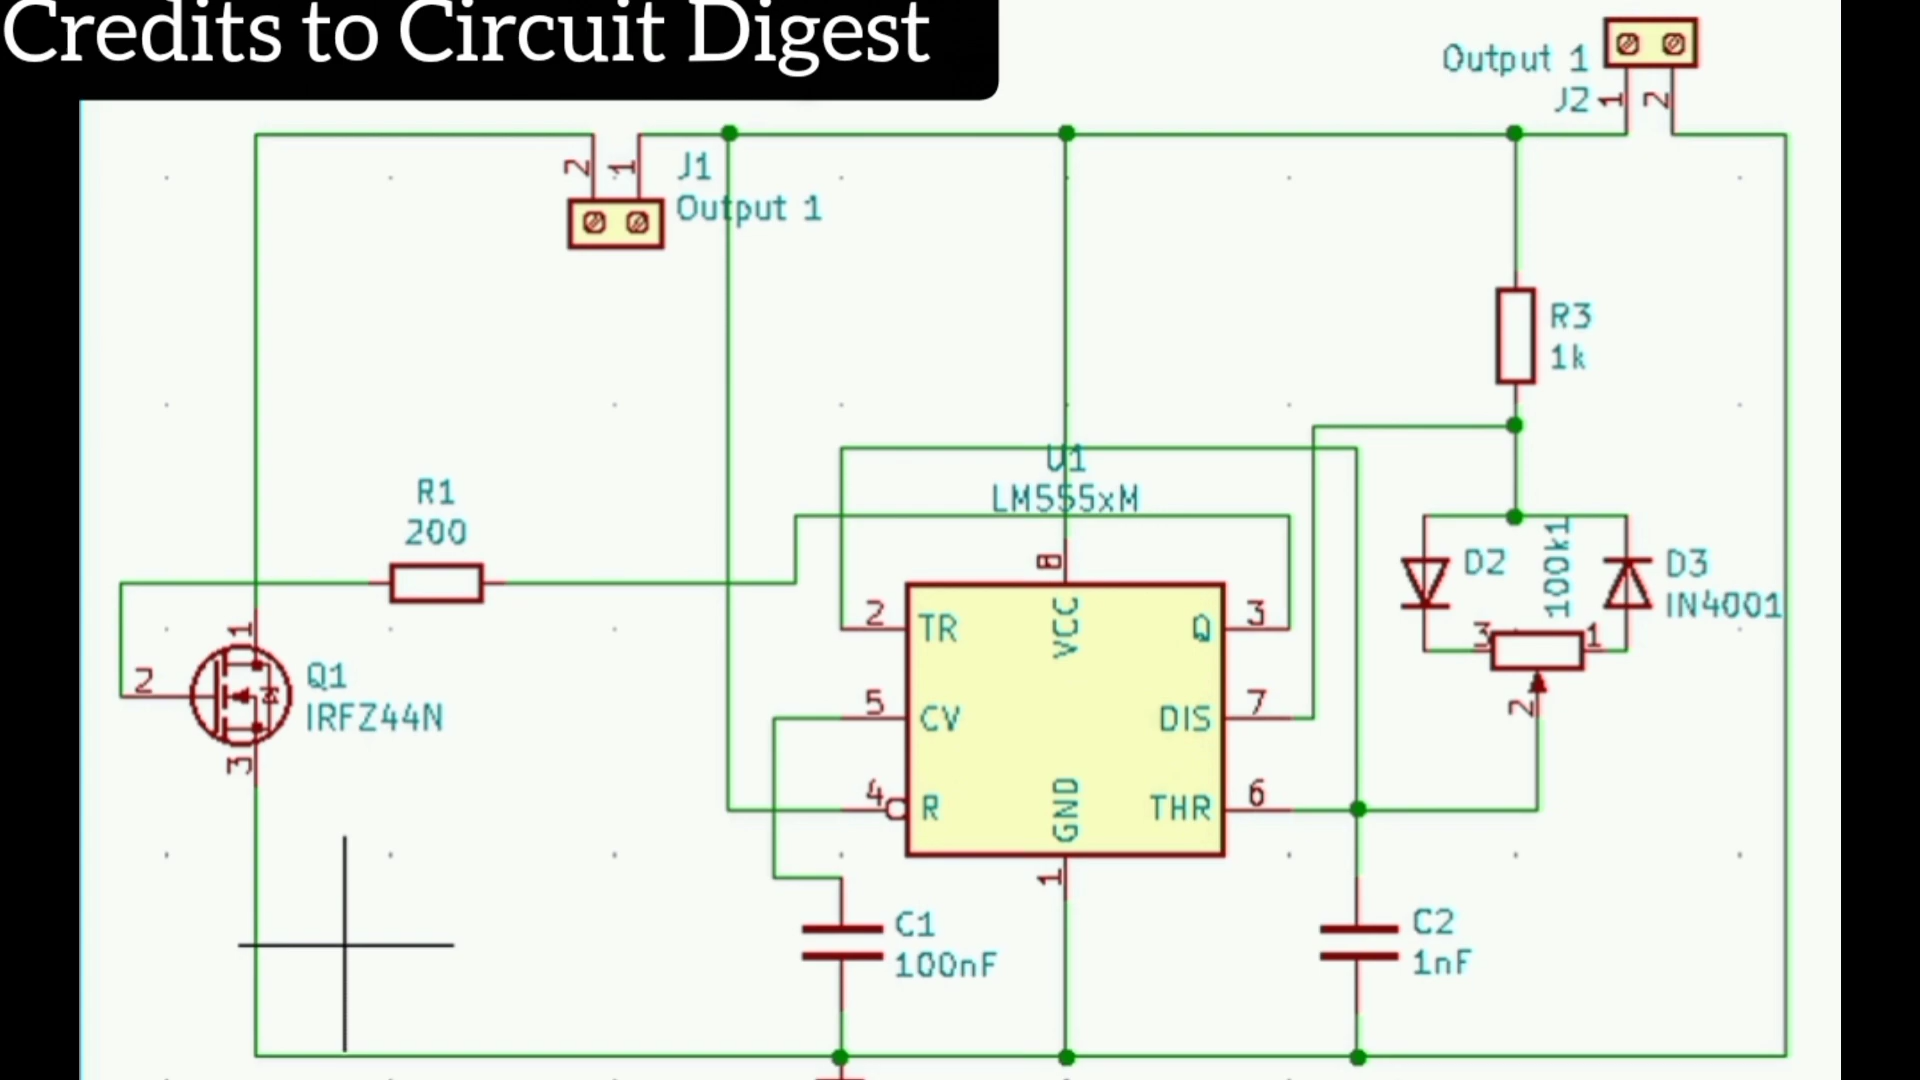 Credits to Circuit Digest
Output 1
J2
1
2
2
1
J1
Output 1
R3
1k
U1
LM555xM
R1
200
8
D2
100k1
D3
IN4001
2
TR
VCC
Q
3
3
1
1
2
Q1
IRFZ44N
3
5
CV
DIS
7
2
4
R
GND
THR
6
1
C1
100nF
C2
1nF